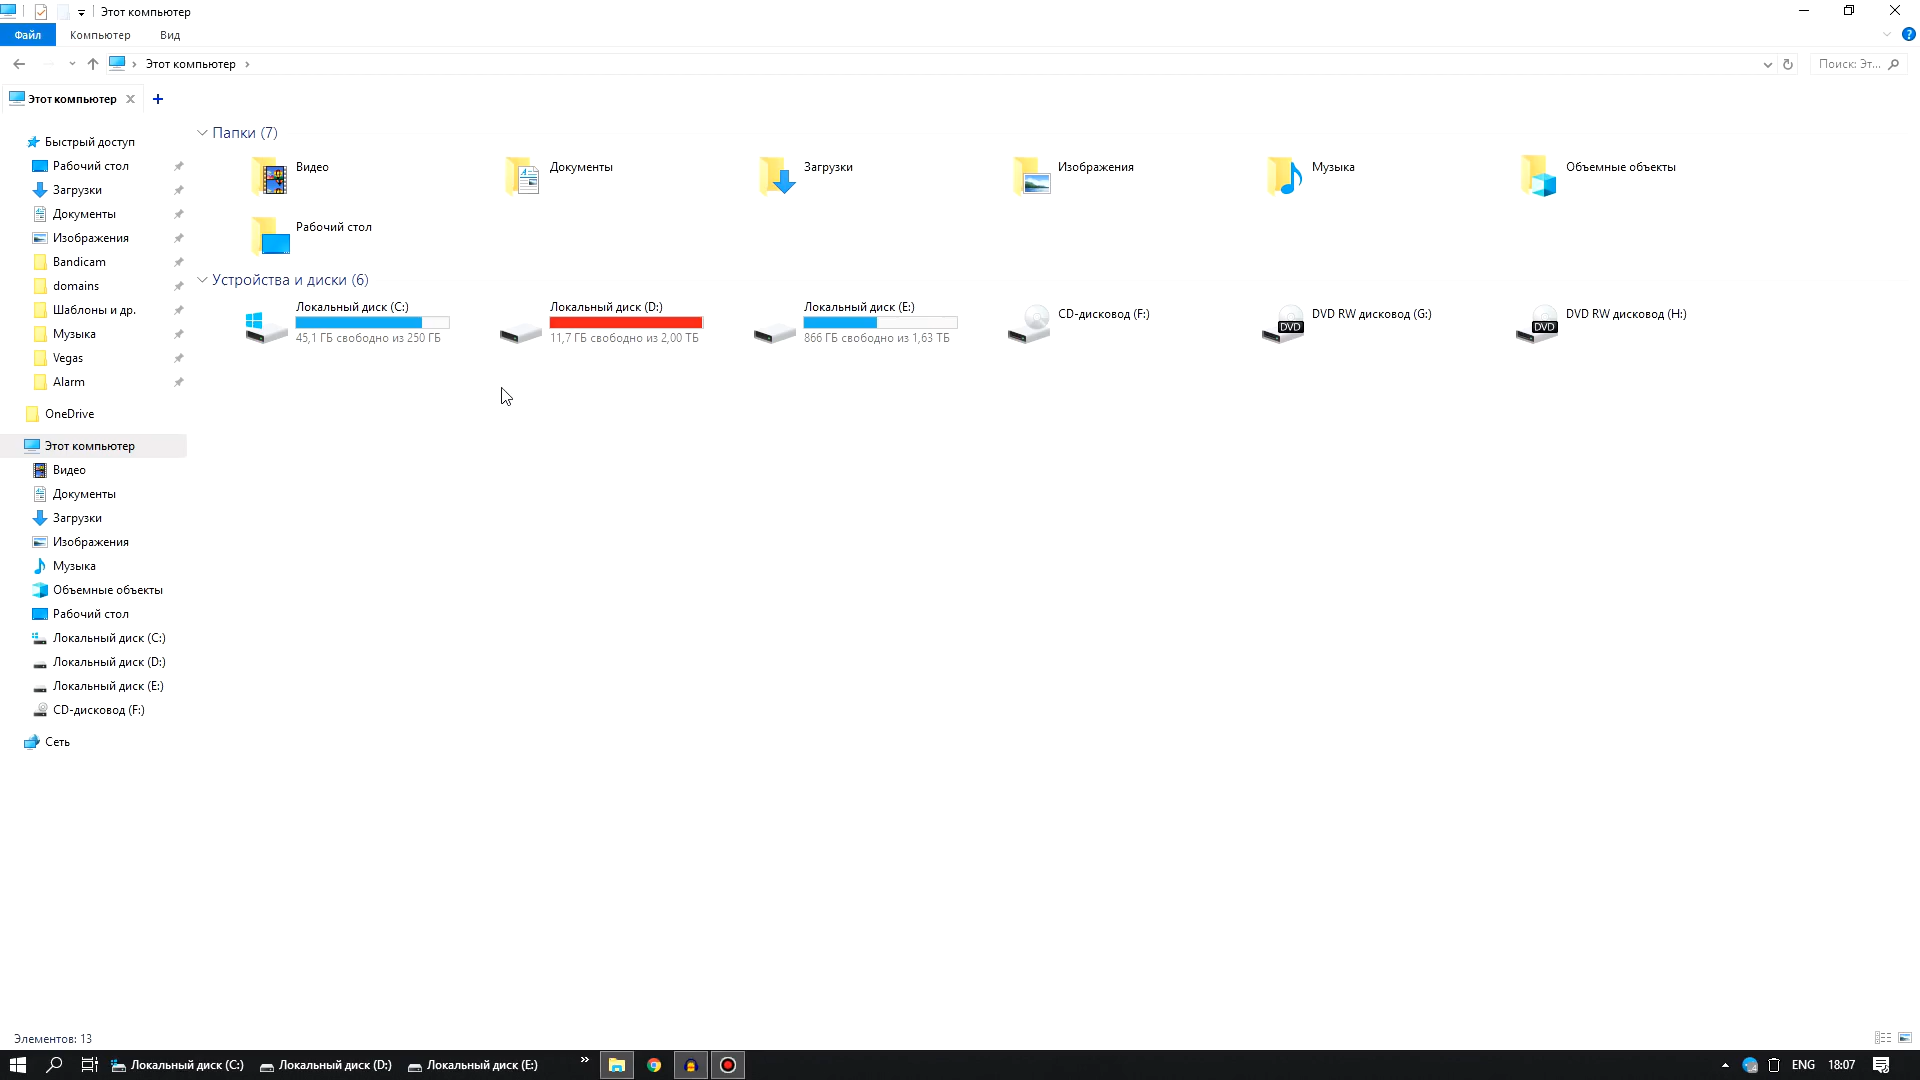 Этот компьютер
Файл Компьютер Вид
Этот компьютер
Поиск: Эт...
Этот компьютер
Быстрый доступ
Рабочий стол
Загрузки
Документы
Изображения
Bandicam
domains
Шаблоны и др.
Музыка
Vegas
Alarm
OneDrive
Этот компьютер
Видео
Документы
Загрузки
Изображения
Музыка
Объемные объекты
Рабочий стол
Локальный диск (C:)
Локальный диск (D:)
Локальный диск (E:)
CD-дисковод (F:)
Сеть
Папки (7)
Видео
Документы
Загрузки
Изображения
Музыка
Объемные объекты
Рабочий стол
Устройства и диски (6)
Локальный диск (C:)
45,1 ГБ свободно из 250 ГБ
Локальный диск (D:)
11,7 ГБ свободно из 2,00 ТБ
Локальный диск (E:)
866 ГБ свободно из 1,63 ТБ
CD-дисковод (F:)
DVD
DVD RW дисковод (G:)
DVD
DVD RW дисковод (H:)
Элементов: 13
Локальный диск (C:) Локальный диск (D:) Локальный диск (E:) » ENG 18:07